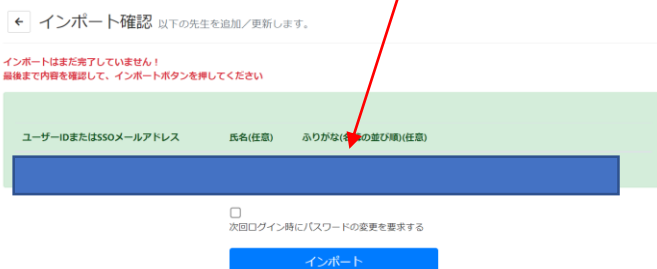 インポート確認 以下の先生を追加／更新します。
インポートはまだ完了していません！
最後まで内容を確認して、インポートボタンを押してください
ユーザーIDまたはSSOメールアドレス 氏名(任意) ふりがな(名簿の並び順)(任意)
次回ログイン時にパスワードの変更を要求する
インポート